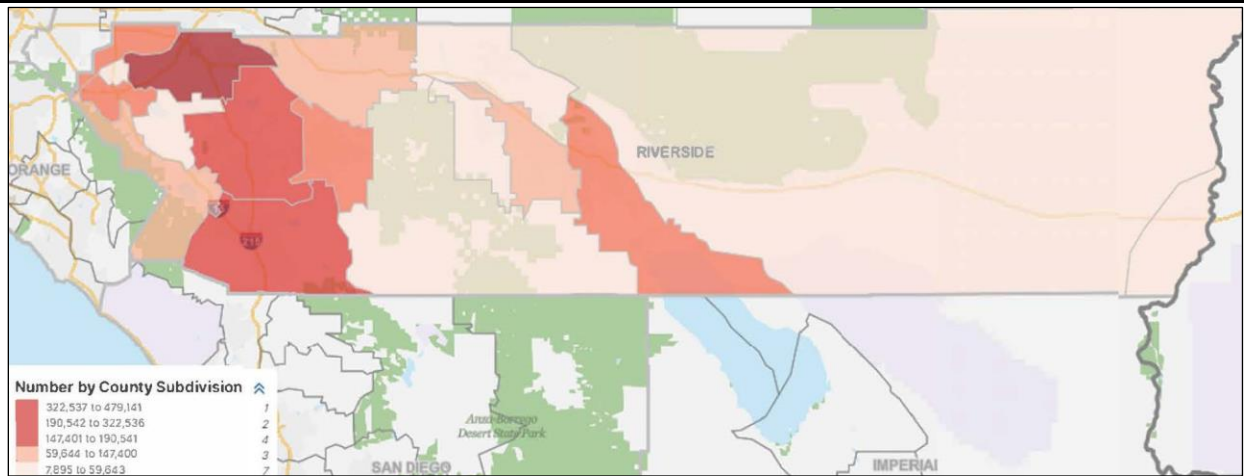 ORANGE
RIVERSIDE
215
Number by County Subdivision
322,537 to 479,141 1
190,542 to 322,536 2
147,401 to 190,541 4
59,644 to 147,400 3
7,895 to 59,643 7
Anza-Borrego
Desert State Park
SAN DIEGO
IMPERIAL